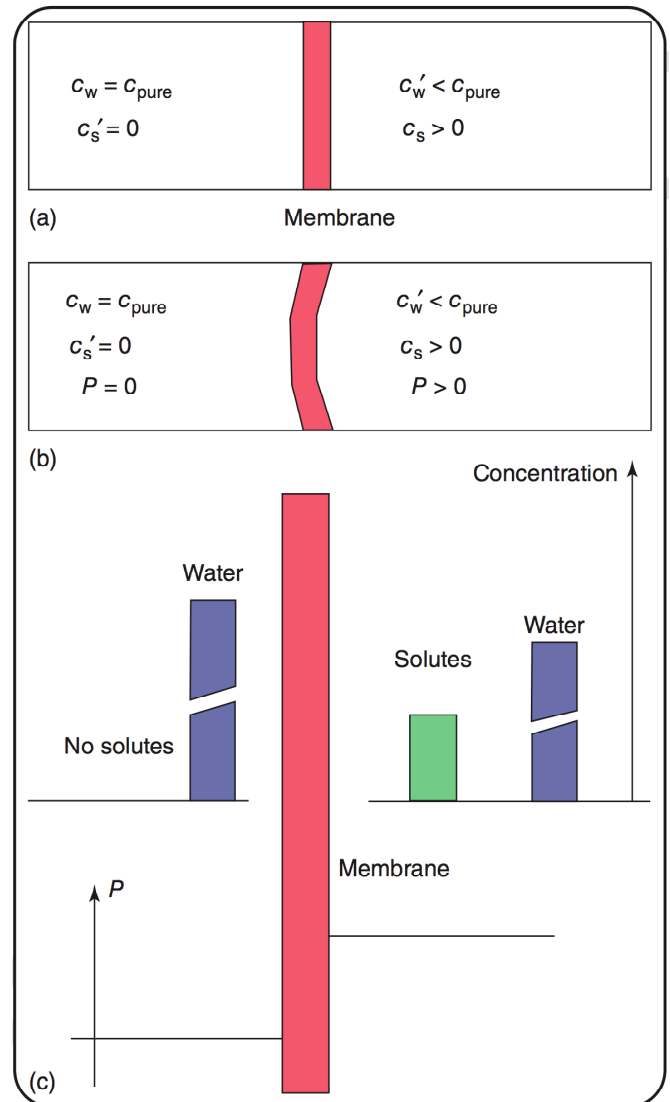 c_w = c_pure
c_s′ = 0
c_w′ < c_pure
c_s > 0
(a)
Membrane
c_w = c_pure
c_s′ = 0
P = 0
c_w′ < c_pure
c_s > 0
P > 0
(b)
Concentration
Water
Water
Solutes
No solutes
Membrane
P
(c)